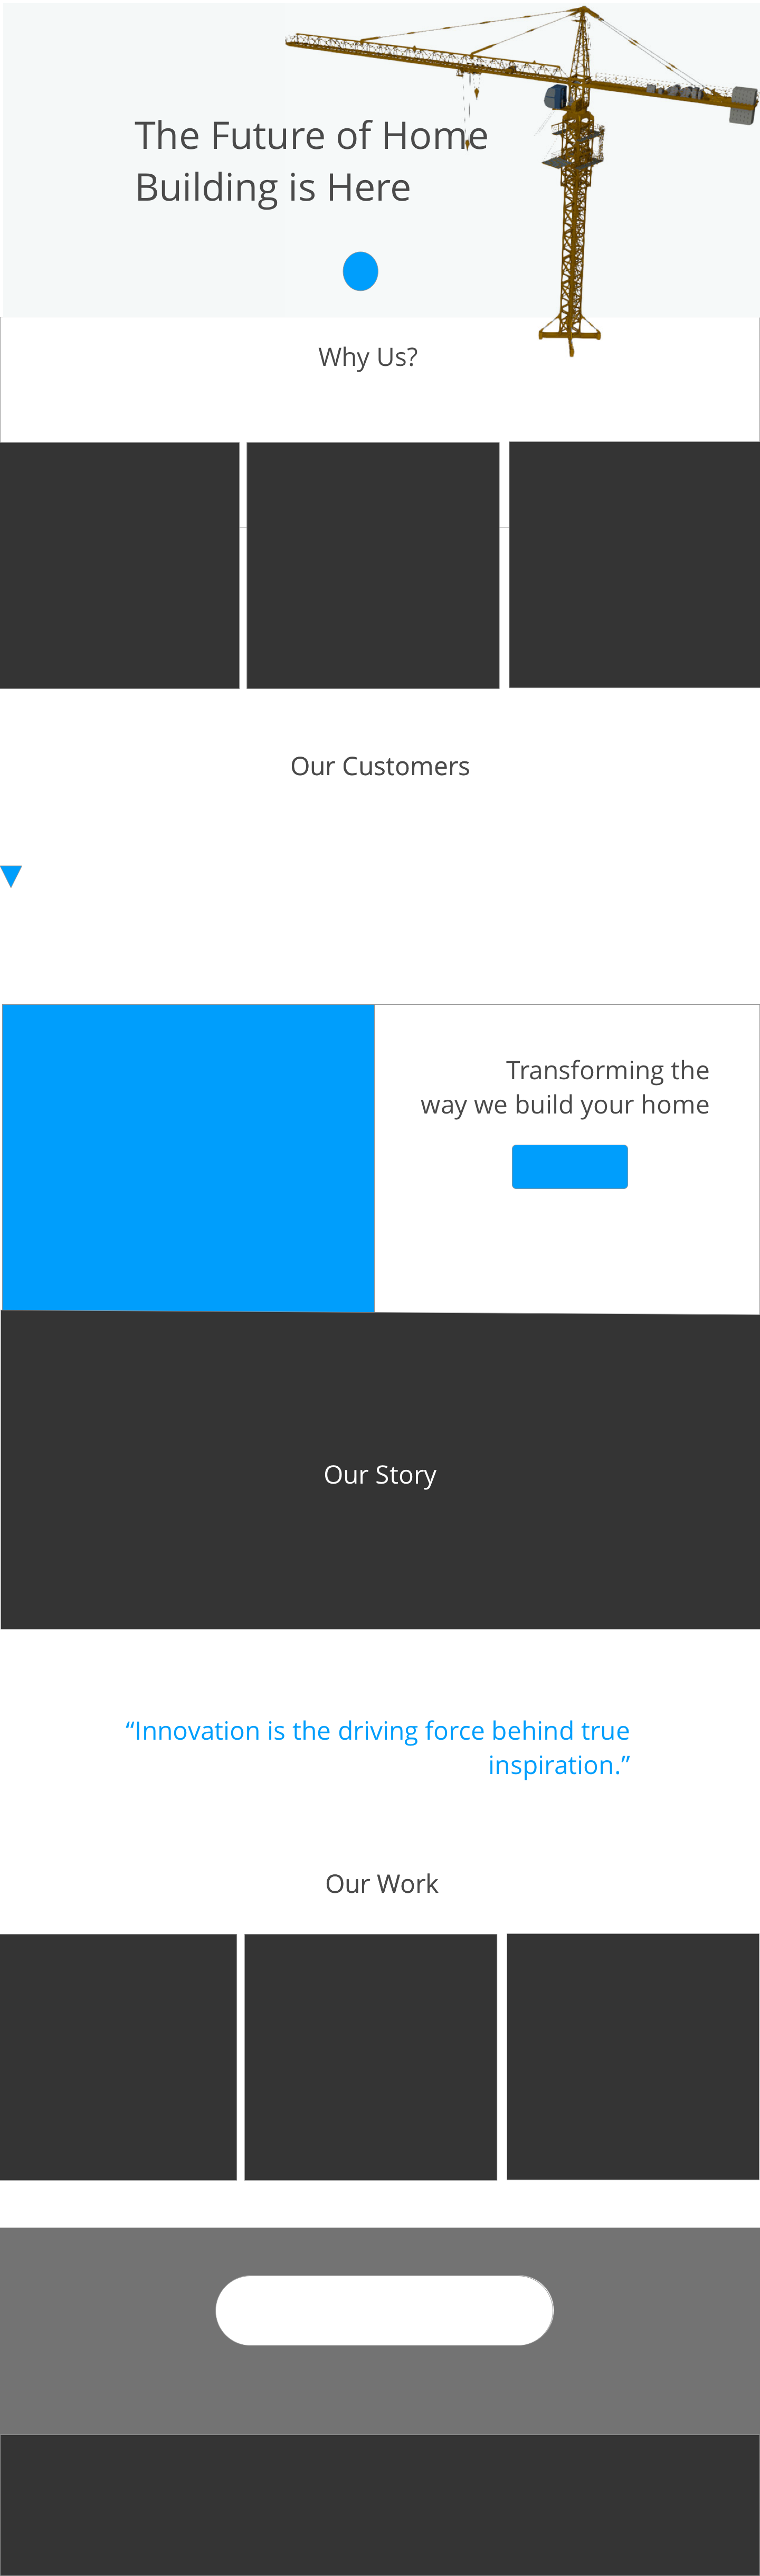 The Future of Home
Building is Here
Why Us?
Our Customers
Transforming the
way we build your home
Our Story
“Innovation is the driving force behind true
inspiration.”
Our Work